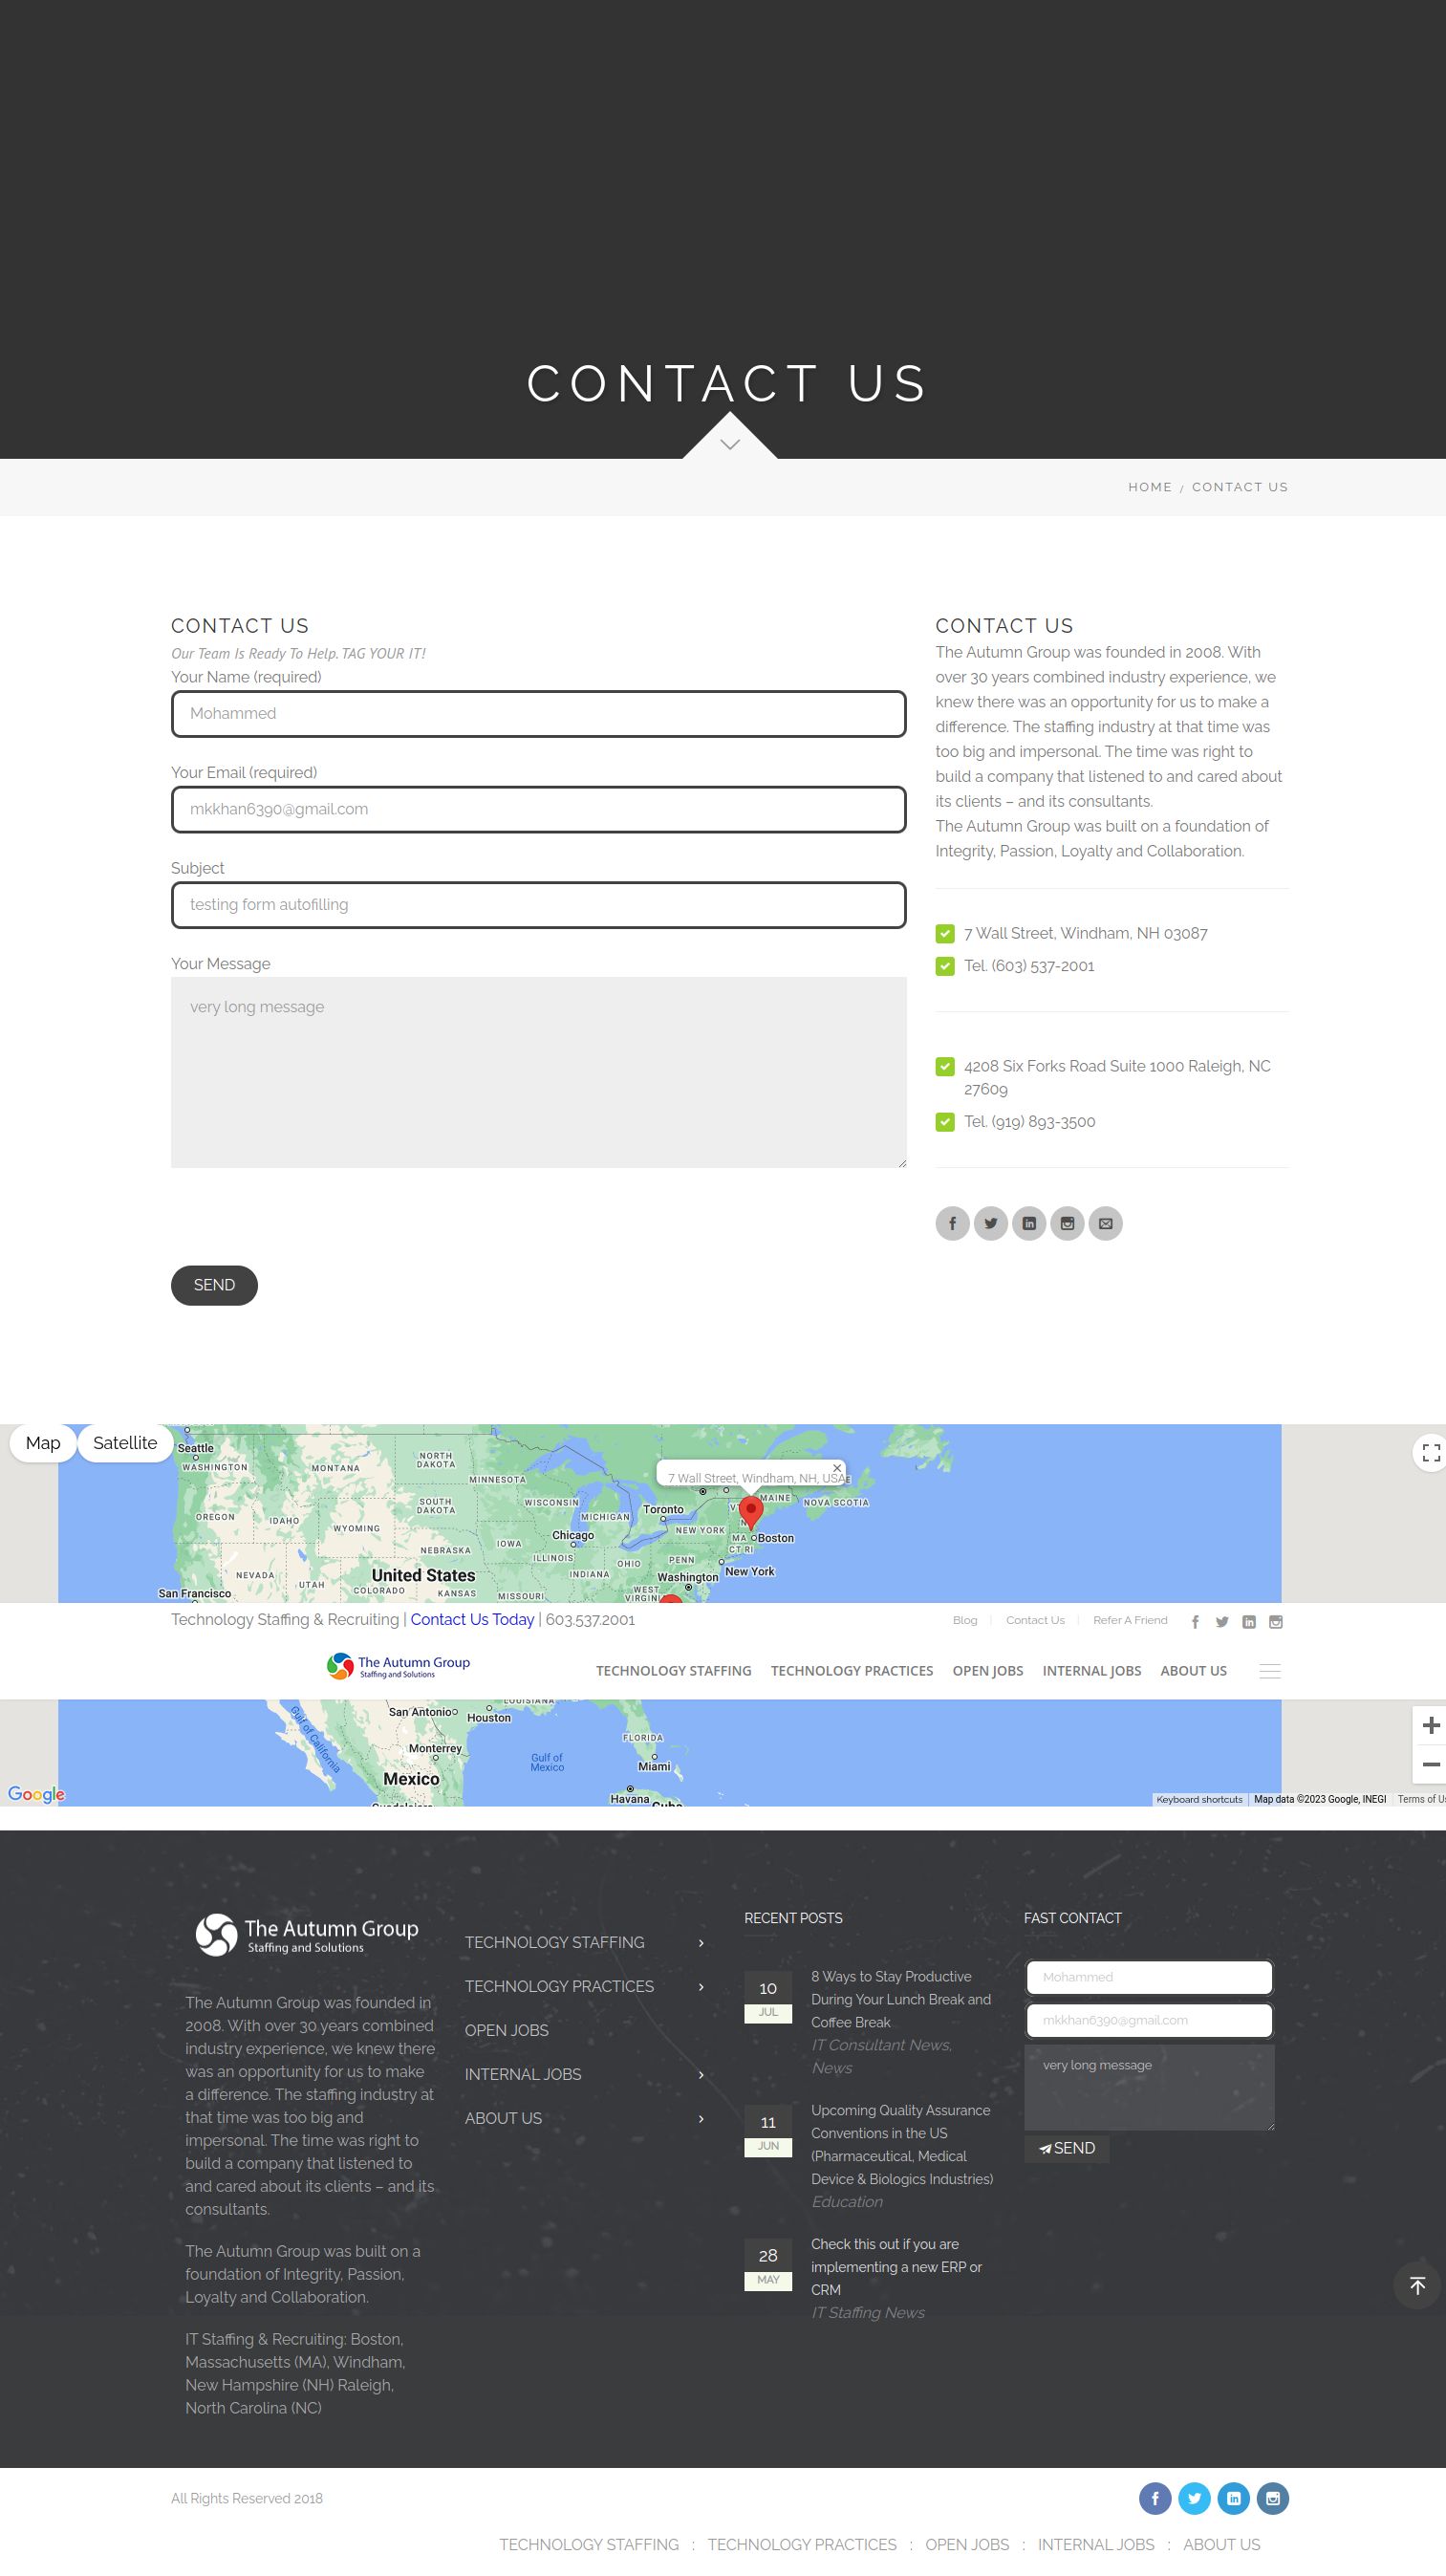 CONTACT US
HOME / CONTACT US
CONTACT US
Our Team Is Ready To Help. TAG YOUR IT!
Your Name (required)
Mohammed
Your Email (required)
mkkhan6390@gmail.com
Subject
testing form autofilling
Your Message
very long message
SEND
CONTACT US
The Autumn Group was founded in 2008. With
over 30 years combined industry experience, we
knew there was an opportunity for us to make a
difference. The staffing industry at that time was
too big and impersonal. The time was right to
build a company that listened to and cared about
its clients – and its consultants.
The Autumn Group was built on a foundation of
Integrity, Passion, Loyalty and Collaboration.
7 Wall Street, Windham, NH 03087
Tel. (603) 537-2001
4208 Six Forks Road Suite 1000 Raleigh, NC
27609
Tel. (919) 893-3500
Map
Satellite
Seattle
WASHINGTON
MONTANA
NORTH
DAKOTA
MINNESOTA
7 Wall Street, Windham, NH, USA
OREGON
IDAHO
WYOMING
SOUTH
DAKOTA
WISCONSIN
MICHIGAN
Toronto
MAINE
NOVA SCOTIA
NEW YORK
MA
Boston
CT RI
Chicago
NEBRASKA
IOWA
ILLINOIS
OHIO
PENN
New York
NEVADA
UTAH
United States
COLORADO
KANSAS
MISSOURI
INDIANA
WEST
VIRGINIA
Washington
San Francisco
Technology Staffing & Recruiting | Contact Us Today | 603.537.2001
Blog
Contact Us
Refer A Friend
The Autumn Group
Staffing and Solutions
TECHNOLOGY STAFFING
TECHNOLOGY PRACTICES
OPEN JOBS
INTERNAL JOBS
ABOUT US
LOUISIANA
San Antonio
Houston
Gulf of California
Monterrey
Mexico
Gulf of
Mexico
FLORIDA
Miami
Havana
Cuba
Guadalajara
Google
Keyboard shortcuts
Map data ©2023 Google, INEGI
Terms of Us
The Autumn Group
Staffing and Solutions
The Autumn Group was founded in
2008. With over 30 years combined
industry experience, we knew there
was an opportunity for us to make
a difference. The staffing industry at
that time was too big and
impersonal. The time was right to
build a company that listened to
and cared about its clients – and its
consultants.
The Autumn Group was built on a
foundation of Integrity, Passion,
Loyalty and Collaboration.
IT Staffing & Recruiting: Boston,
Massachusetts (MA), Windham,
New Hampshire (NH) Raleigh,
North Carolina (NC)
TECHNOLOGY STAFFING
TECHNOLOGY PRACTICES
OPEN JOBS
INTERNAL JOBS
ABOUT US
RECENT POSTS
10
JUL
8 Ways to Stay Productive
During Your Lunch Break and
Coffee Break
IT Consultant News,
News
11
JUN
Upcoming Quality Assurance
Conventions in the US
(Pharmaceutical, Medical
Device & Biologics Industries)
Education
28
MAY
Check this out if you are
implementing a new ERP or
CRM
IT Staffing News
FAST CONTACT
Mohammed
mkkhan6390@gmail.com
very long message
SEND
All Rights Reserved 2018
TECHNOLOGY STAFFING : TECHNOLOGY PRACTICES : OPEN JOBS : INTERNAL JOBS : ABOUT US